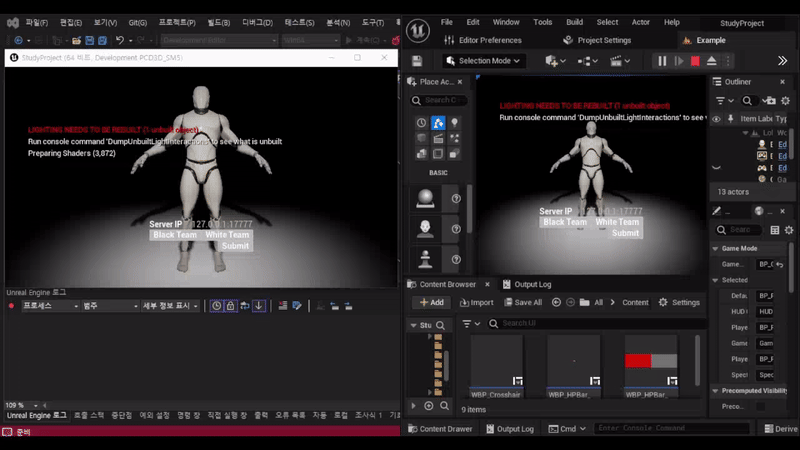 파일(F) 편집(E) 보기(V) Git(G) 프로젝트(P) 빌드(B) 디버그(D) 테스트(S) 분석(N) 도구(T)
StudyProject (64비트, Development PCD3D_SM5)
LIGHTING NEEDS TO BE REBUILT (1 unbuilt object)
Run console command 'DumpUnbuiltLightInteractions' to see what is unbuilt
Preparing Shaders (3,872)
Server IP 127.0.0.1:17777
Black Team White Team
Submit
Unreal Engine 로그
프로세스 범주 세부 정보 표시
109 %
Unreal Engine 로그 호출 스택 중단점 예외 설정 명령 창 직접 실행 창 출력 오류 목록 자동 로컬 조사식 1
준비
File Edit Window Tools Build Select Actor Help StudyProject
Editor Preferences Project Settings Example
Selection Mode
Place Ac...
Search C
BASIC
LIGHTING NEEDS TO BE REBUILT (1 unbuilt object)
Run console command 'DumpUnbuiltLightInteractions' to see w
Server IP 127.0.0.1:17777
Black Team White Team
Submit
Outliner
Item Label
13 actors
Searc
Game Mode
Game... BP_
Selected
Defau BP_F
HUD HUD
Playe BP_F
Game Gam
Playe BP_F
Spect Spec
Precomputed Visibility
Preco...
Content Browser Output Log
Add Import Save All All Content Settings
Stu
Search UI
WBP_Crosshair WBP_HPBar_ WBP_HPBar_
9 items
Content Drawer Output Log Cmd Enter Console Command Derive